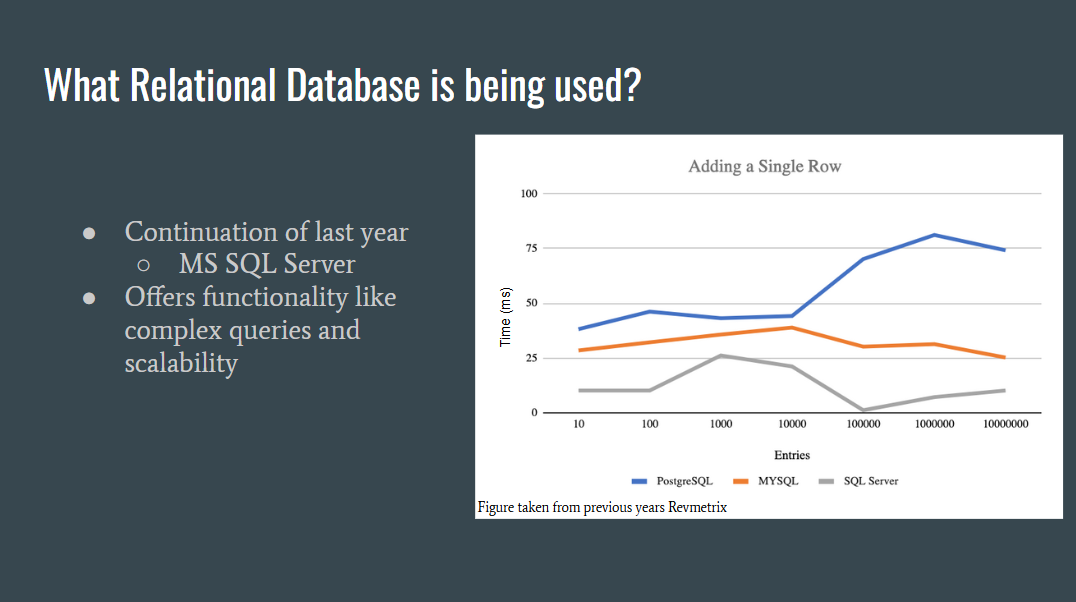 What Relational Database is being used?
● Continuation of last year
○ MS SQL Server
● Offers functionality like
complex queries and
scalability
Adding a Single Row
100
75
50
25
0
Time (ms)
10 100 1000 10000 100000 1000000 10000000
Entries
PostgreSQL MYSQL SQL Server
Figure taken from previous years Revmetrix